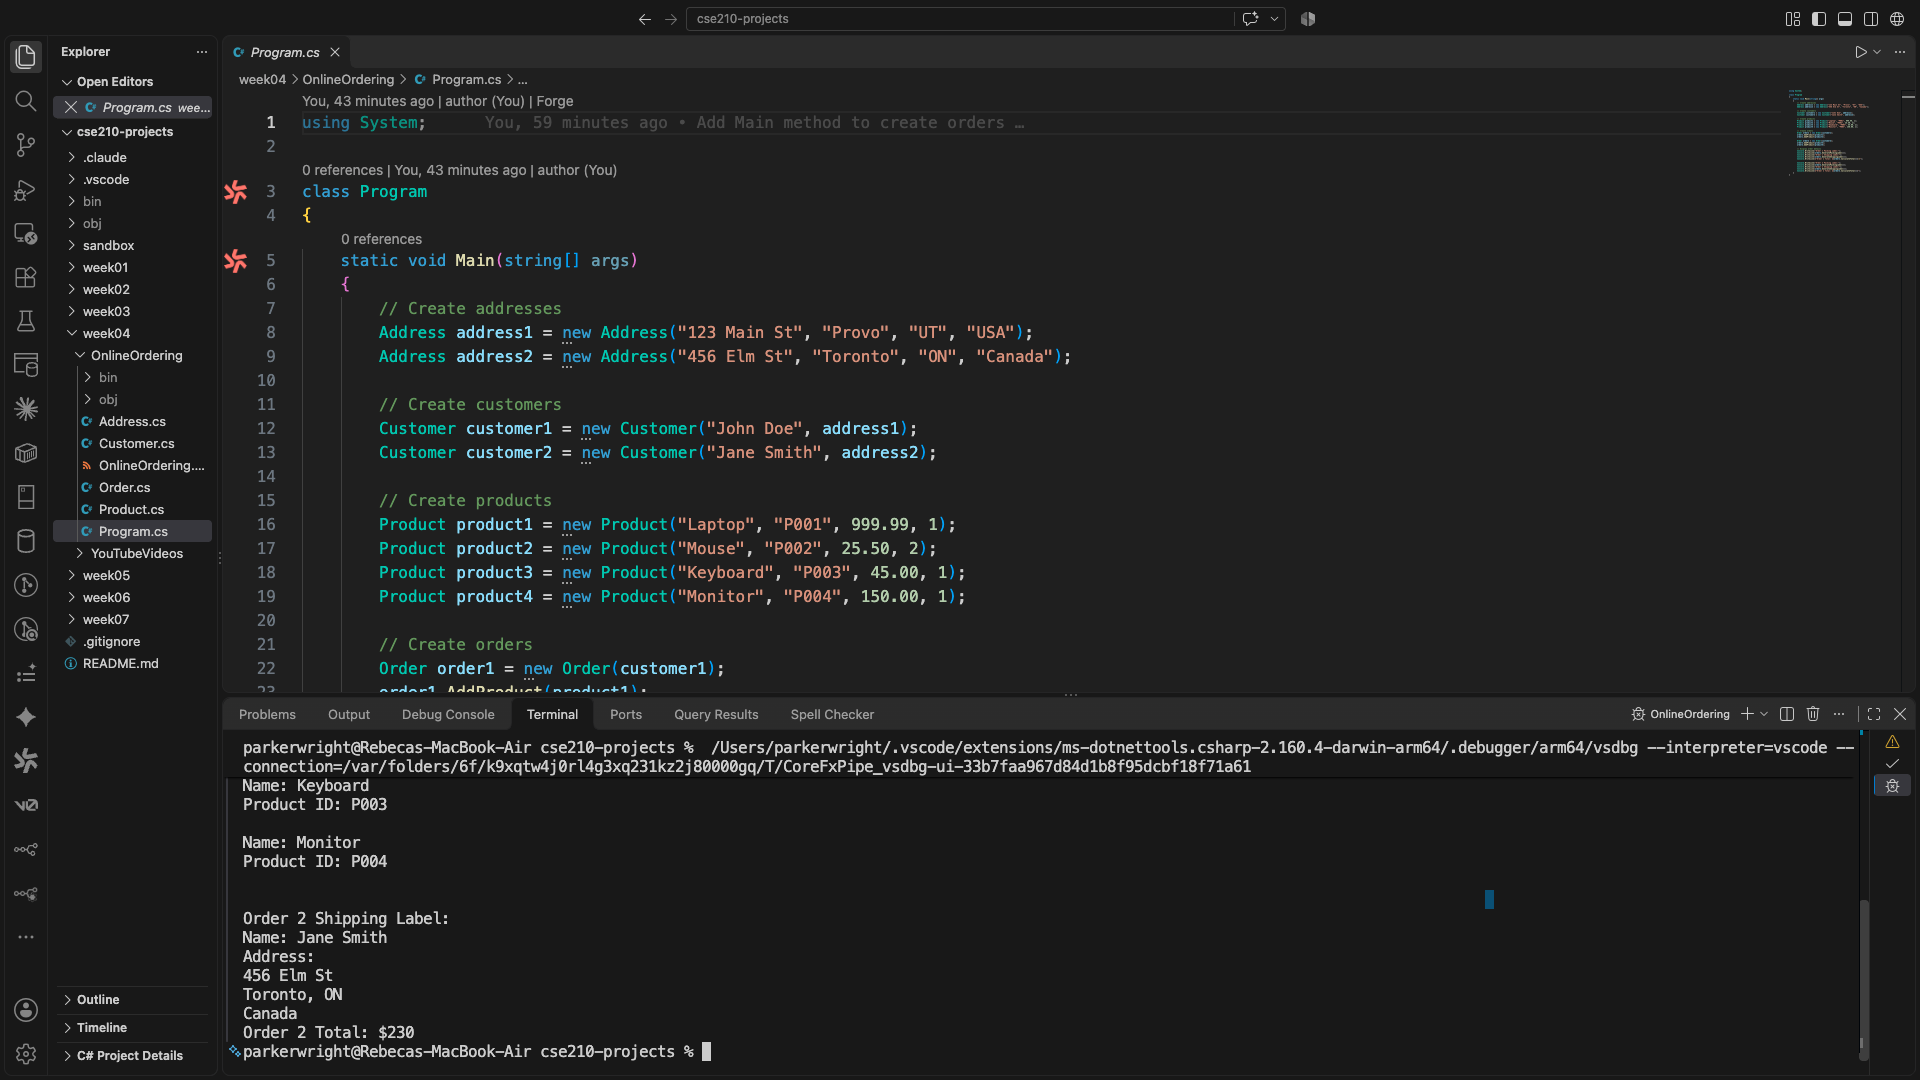 cse210-projects
Explorer
Open Editors
Program.cs wee...
cse210-projects
.claude
.vscode
bin
obj
sandbox
week01
week02
week03
week04
OnlineOrdering
bin
obj
Address.cs
Customer.cs
OnlineOrdering....
Order.cs
Product.cs
Program.cs
YouTubeVideos
week05
week06
week07
.gitignore
README.md
Outline
Timeline
C# Project Details
Program.cs
week04 > OnlineOrdering > Program.cs > ...
You, 43 minutes ago | author (You) | Forge
1 using System; You, 59 minutes ago • Add Main method to create orders …
2
0 references | You, 43 minutes ago | author (You)
3 class Program
4 {
0 references
5 static void Main(string[] args)
6 {
7 // Create addresses
8 Address address1 = new Address("123 Main St", "Provo", "UT", "USA");
9 Address address2 = new Address("456 Elm St", "Toronto", "ON", "Canada");
10
11 // Create customers
12 Customer customer1 = new Customer("John Doe", address1);
13 Customer customer2 = new Customer("Jane Smith", address2);
14
15 // Create products
16 Product product1 = new Product("Laptop", "P001", 999.99, 1);
17 Product product2 = new Product("Mouse", "P002", 25.50, 2);
18 Product product3 = new Product("Keyboard", "P003", 45.00, 1);
19 Product product4 = new Product("Monitor", "P004", 150.00, 1);
20
21 // Create orders
22 Order order1 = new Order(customer1);
23 order1.AddProduct(product1);
Problems Output Debug Console Terminal Ports Query Results Spell Checker
OnlineOrdering
parkerwright@Rebecas-MacBook-Air cse210-projects % /Users/parkerwright/.vscode/extensions/ms-dotnettools.csharp-2.160.4-darwin-arm64/.debugger/arm64/vsdbg --interpreter=vscode --
connection=/var/folders/6f/k9xqtw4j0rl4g3xq231kz2j80000gq/T/CoreFxPipe_vsdbg-ui-33b7faa967d84d1b8f95dcbf18f71a61
Name: Keyboard
Product ID: P003
Name: Monitor
Product ID: P004
Order 2 Shipping Label:
Name: Jane Smith
Address:
456 Elm St
Toronto, ON
Canada
Order 2 Total: $230
parkerwright@Rebecas-MacBook-Air cse210-projects %